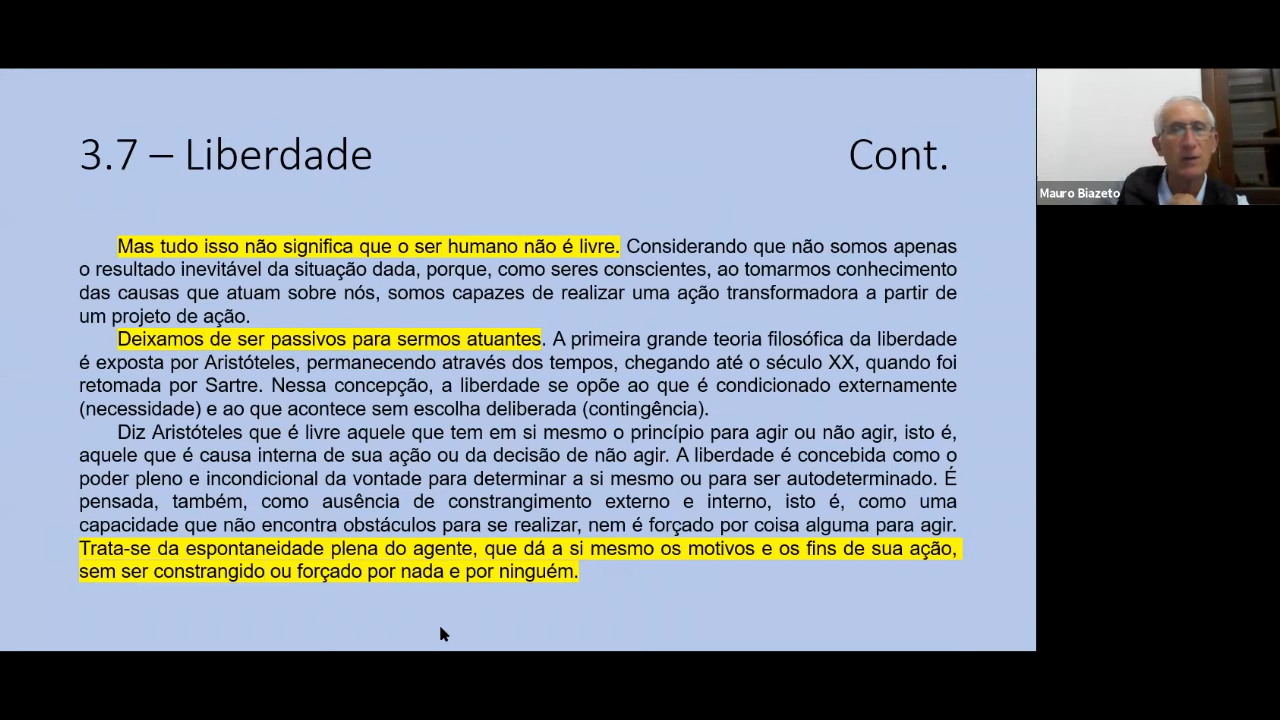 3.7 – Liberdade Cont.
Mauro Biazeto
Mas tudo isso não significa que o ser humano não é livre. Considerando que não somos apenas
o resultado inevitável da situação dada, porque, como seres conscientes, ao tomarmos conhecimento
das causas que atuam sobre nós, somos capazes de realizar uma ação transformadora a partir de
um projeto de ação.
Deixamos de ser passivos para sermos atuantes. A primeira grande teoria filosófica da liberdade
é exposta por Aristóteles, permanecendo através dos tempos, chegando até o século XX, quando foi
retomada por Sartre. Nessa concepção, a liberdade se opõe ao que é condicionado externamente
(necessidade) e ao que acontece sem escolha deliberada (contingência).
Diz Aristóteles que é livre aquele que tem em si mesmo o princípio para agir ou não agir, isto é,
aquele que é causa interna de sua ação ou da decisão de não agir. A liberdade é concebida como o
poder pleno e incondicional da vontade para determinar a si mesmo ou para ser autodeterminado. É
pensada, também, como ausência de constrangimento externo e interno, isto é, como uma
capacidade que não encontra obstáculos para se realizar, nem é forçado por coisa alguma para agir.
Trata-se da espontaneidade plena do agente, que dá a si mesmo os motivos e os fins de sua ação,
sem ser constrangido ou forçado por nada e por ninguém.